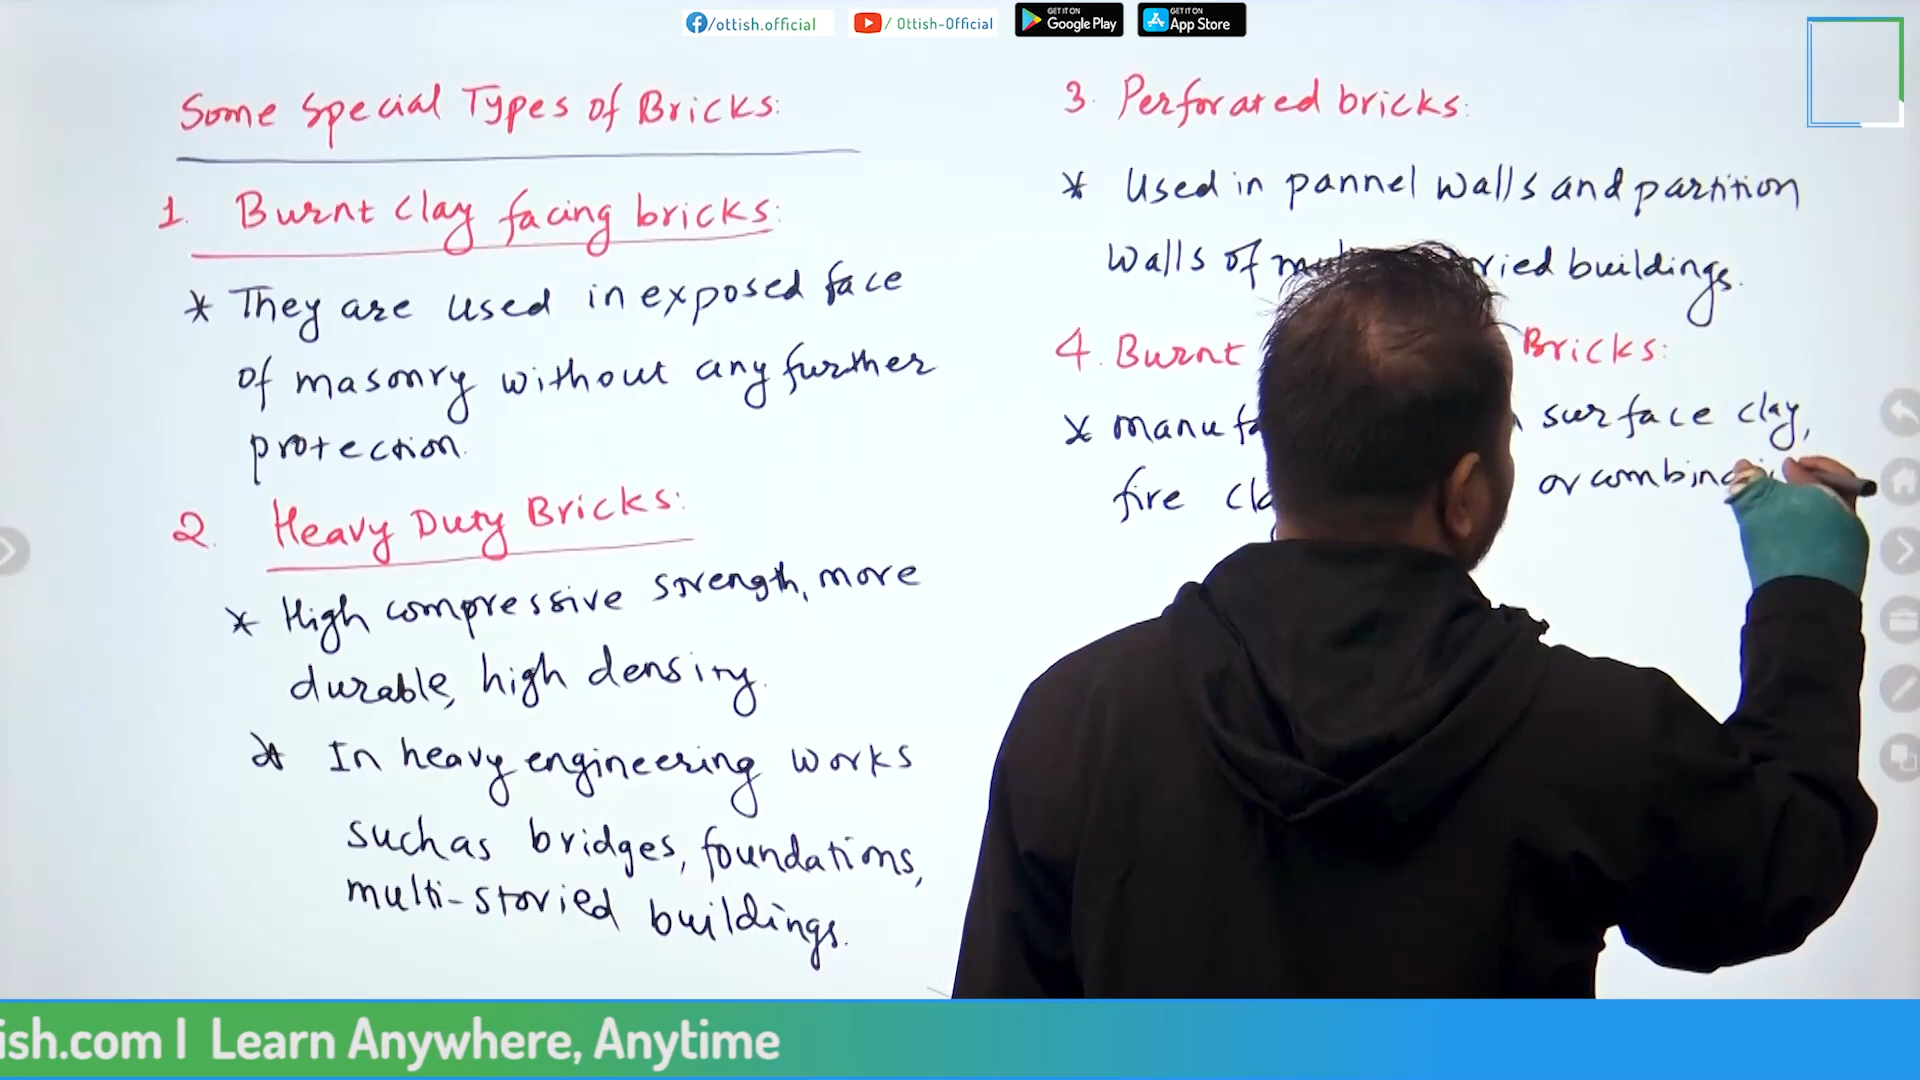 /ottish.official
/ Ottish-Official
GET IT ON
Google Play
GET IT ON
App Store
Some Special Types of Bricks:
1. Burnt clay facing bricks:
* They are used in exposed face
of masonry without any further
protection.
2. Heavy Duty Bricks:
* High compressive strength, more
durable, high density.
* In heavy engineering works
such as bridges, foundations,
multi-storied buildings.
3. Perforated bricks:
* Used in pannel walls and partition
walls of buildings.
4. Burnt Bricks:
* surface clay,
fire or
ish.com | Learn Anywhere, Anytime